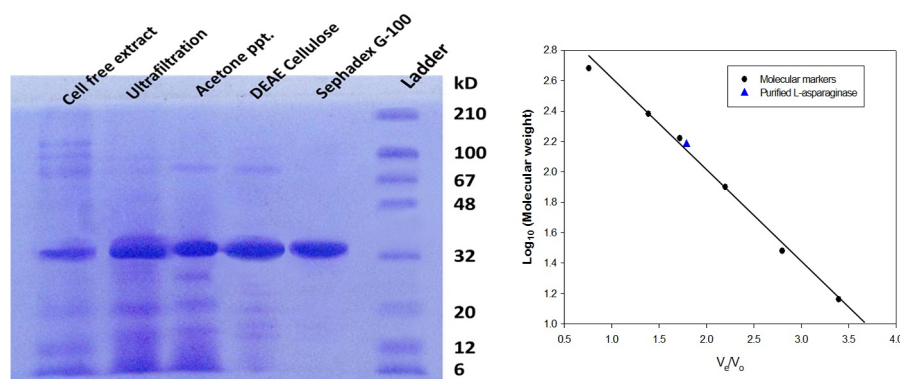 Cell free extract
Ultrafiltration
Acetone ppt.
DEAE Cellulose
Sephadex G-100
Ladder
kD
210
100
67
48
32
20
12
6
2.8
2.6
2.4
2.2
2.0
1.8
1.6
1.4
1.2
1.0
Log₁₀ (Molecular weight)
Molecular markers
Purified L-asparaginase
0.0 0.5 1.0 1.5 2.0 2.5 3.0 3.5 4.0
Vₑ/Vₒ